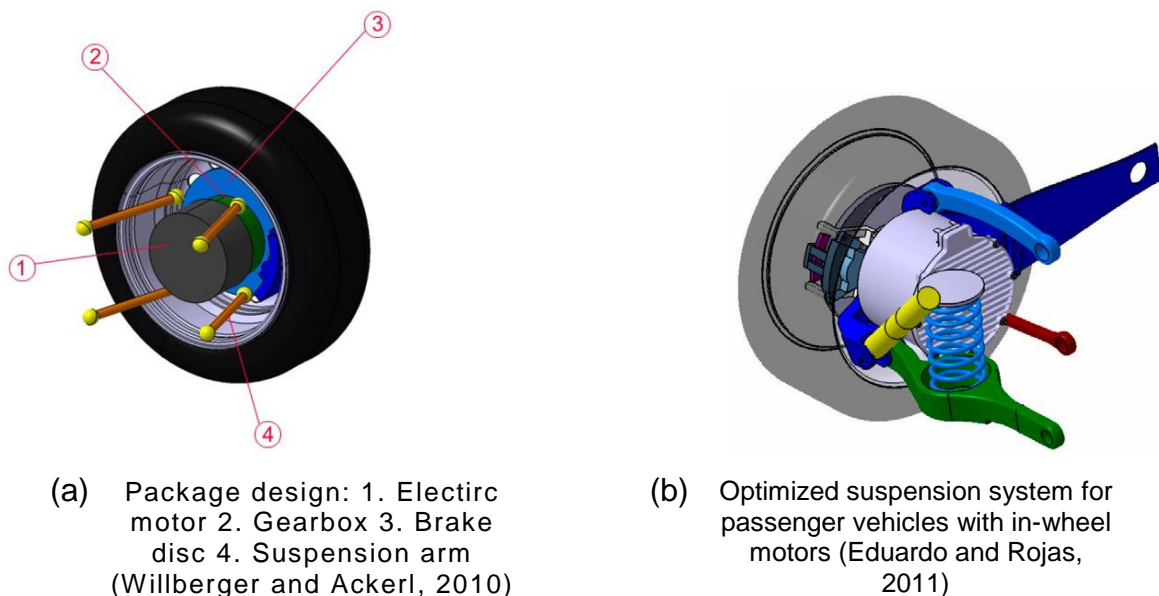 3
2
1
4
(a) Package design: 1. Electirc
motor 2. Gearbox 3. Brake
disc 4. Suspension arm
(Willberger and Ackerl, 2010)
(b) Optimized suspension system for
passenger vehicles with in-wheel
motors (Eduardo and Rojas,
2011)